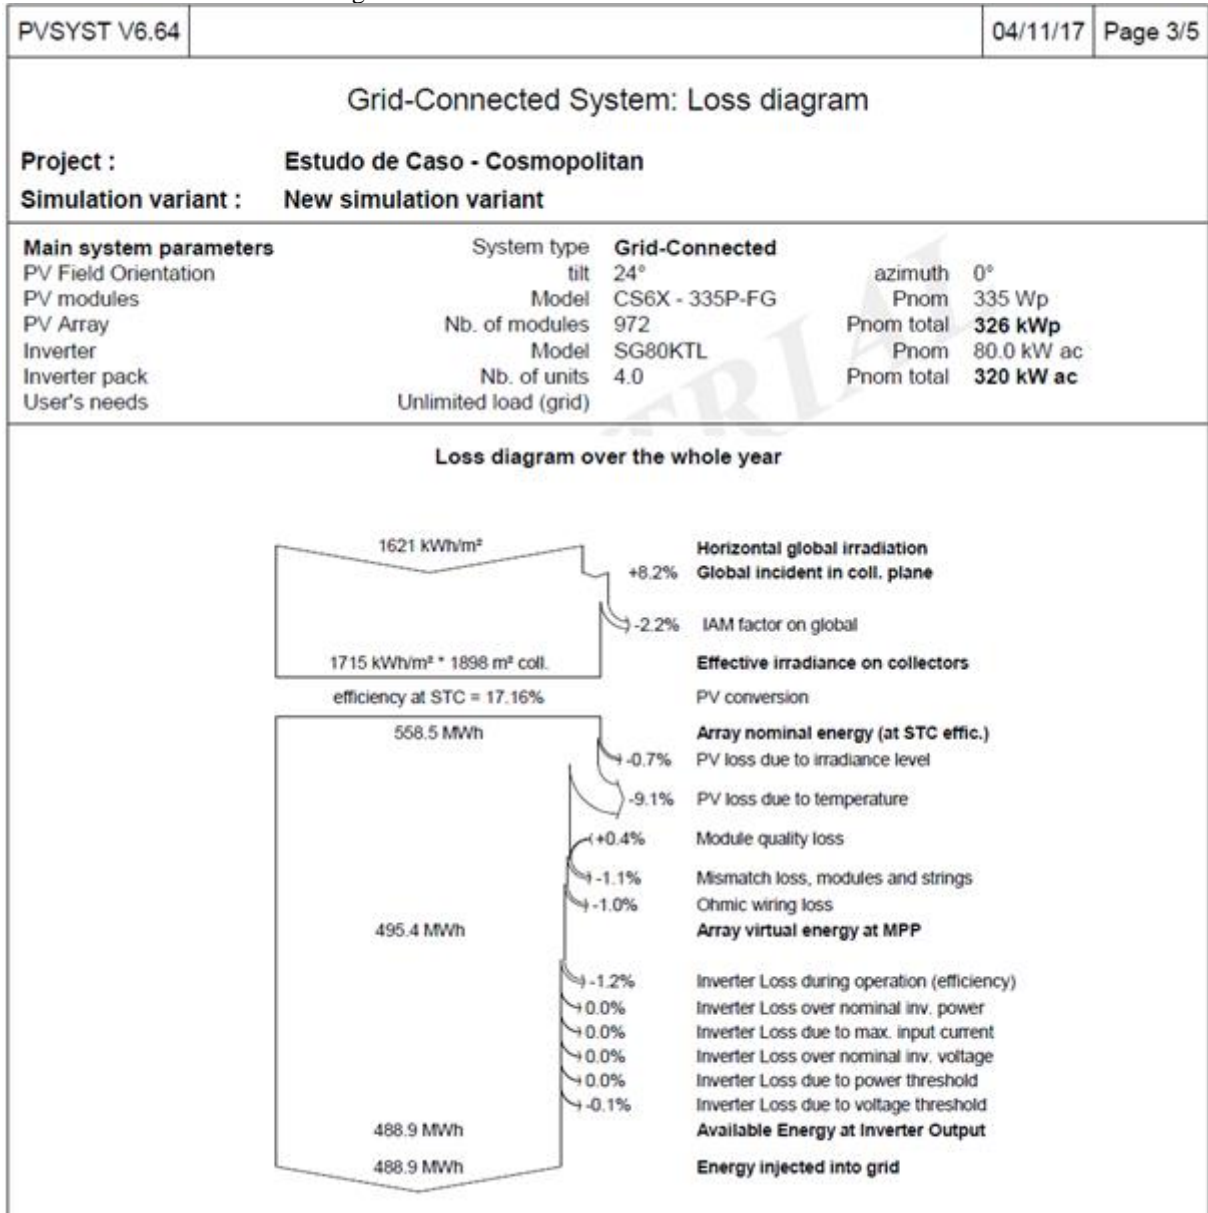 PVSYST V6.64 04/11/17 Page 3/5
Grid-Connected System: Loss diagram
Project : Estudo de Caso - Cosmopolitan
Simulation variant : New simulation variant
Main system parameters System type Grid-Connected
PV Field Orientation tilt 24° azimuth 0°
PV modules Model CS6X - 335P-FG Pnom 335 Wp
PV Array Nb. of modules 972 Pnom total 326 kWp
Inverter Model SG80KTL Pnom 80.0 kW ac
Inverter pack Nb. of units 4.0 Pnom total 320 kW ac
User's needs Unlimited load (grid)
TRIAL
Loss diagram over the whole year
1621 kWh/m² Horizontal global irradiation
+8.2% Global incident in coll. plane
-2.2% IAM factor on global
1715 kWh/m² * 1898 m² coll. Effective irradiance on collectors
efficiency at STC = 17.16% PV conversion
558.5 MWh Array nominal energy (at STC effic.)
-0.7% PV loss due to irradiance level
-9.1% PV loss due to temperature
+0.4% Module quality loss
-1.1% Mismatch loss, modules and strings
-1.0% Ohmic wiring loss
495.4 MWh Array virtual energy at MPP
-1.2% Inverter Loss during operation (efficiency)
0.0% Inverter Loss over nominal inv. power
0.0% Inverter Loss due to max. input current
0.0% Inverter Loss over nominal inv. voltage
0.0% Inverter Loss due to power threshold
-0.1% Inverter Loss due to voltage threshold
488.9 MWh Available Energy at Inverter Output
488.9 MWh Energy injected into grid